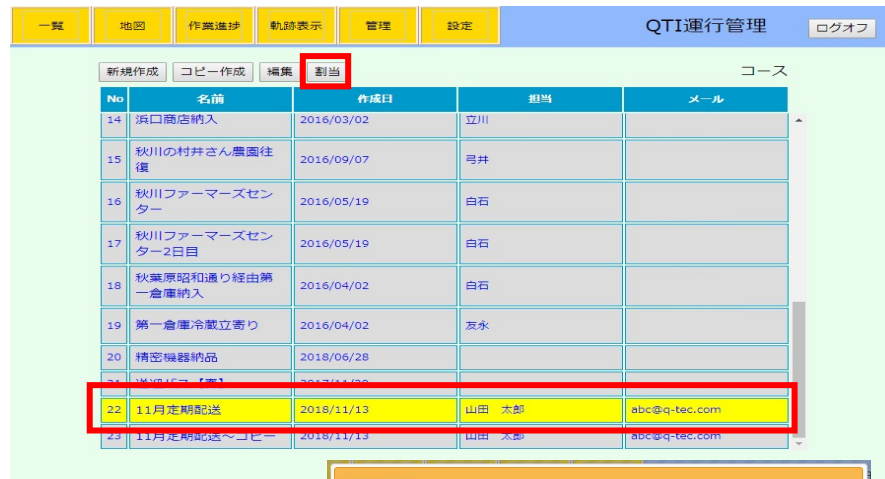 一覧 地図 作業進捗 軌跡表示 管理 設定 QTI運行管理 ログオフ
新規作成 コピー作成 編集 割当 コース
No 名前 作成日 担当 メール
14 浜口商店納入 2016/03/02 立川
15 秋川の村井さん農園往
復 2016/09/07 弓井
16 秋川ファーマーズセン
ター 2016/05/19 白石
17 秋川ファーマーズセン
ター2日目 2016/05/19 白石
18 秋葉原昭和通り経由第
一倉庫納入 2016/04/02 白石
19 第一倉庫冷蔵立寄り 2016/04/02 友永
20 精密機器納品 2018/06/28
22 11月定期配送 2018/11/13 山田 太郎 abc@q-tec.com
23 11月定期配送~コピー 2018/11/13 山田 太郎 abc@q-tec.com